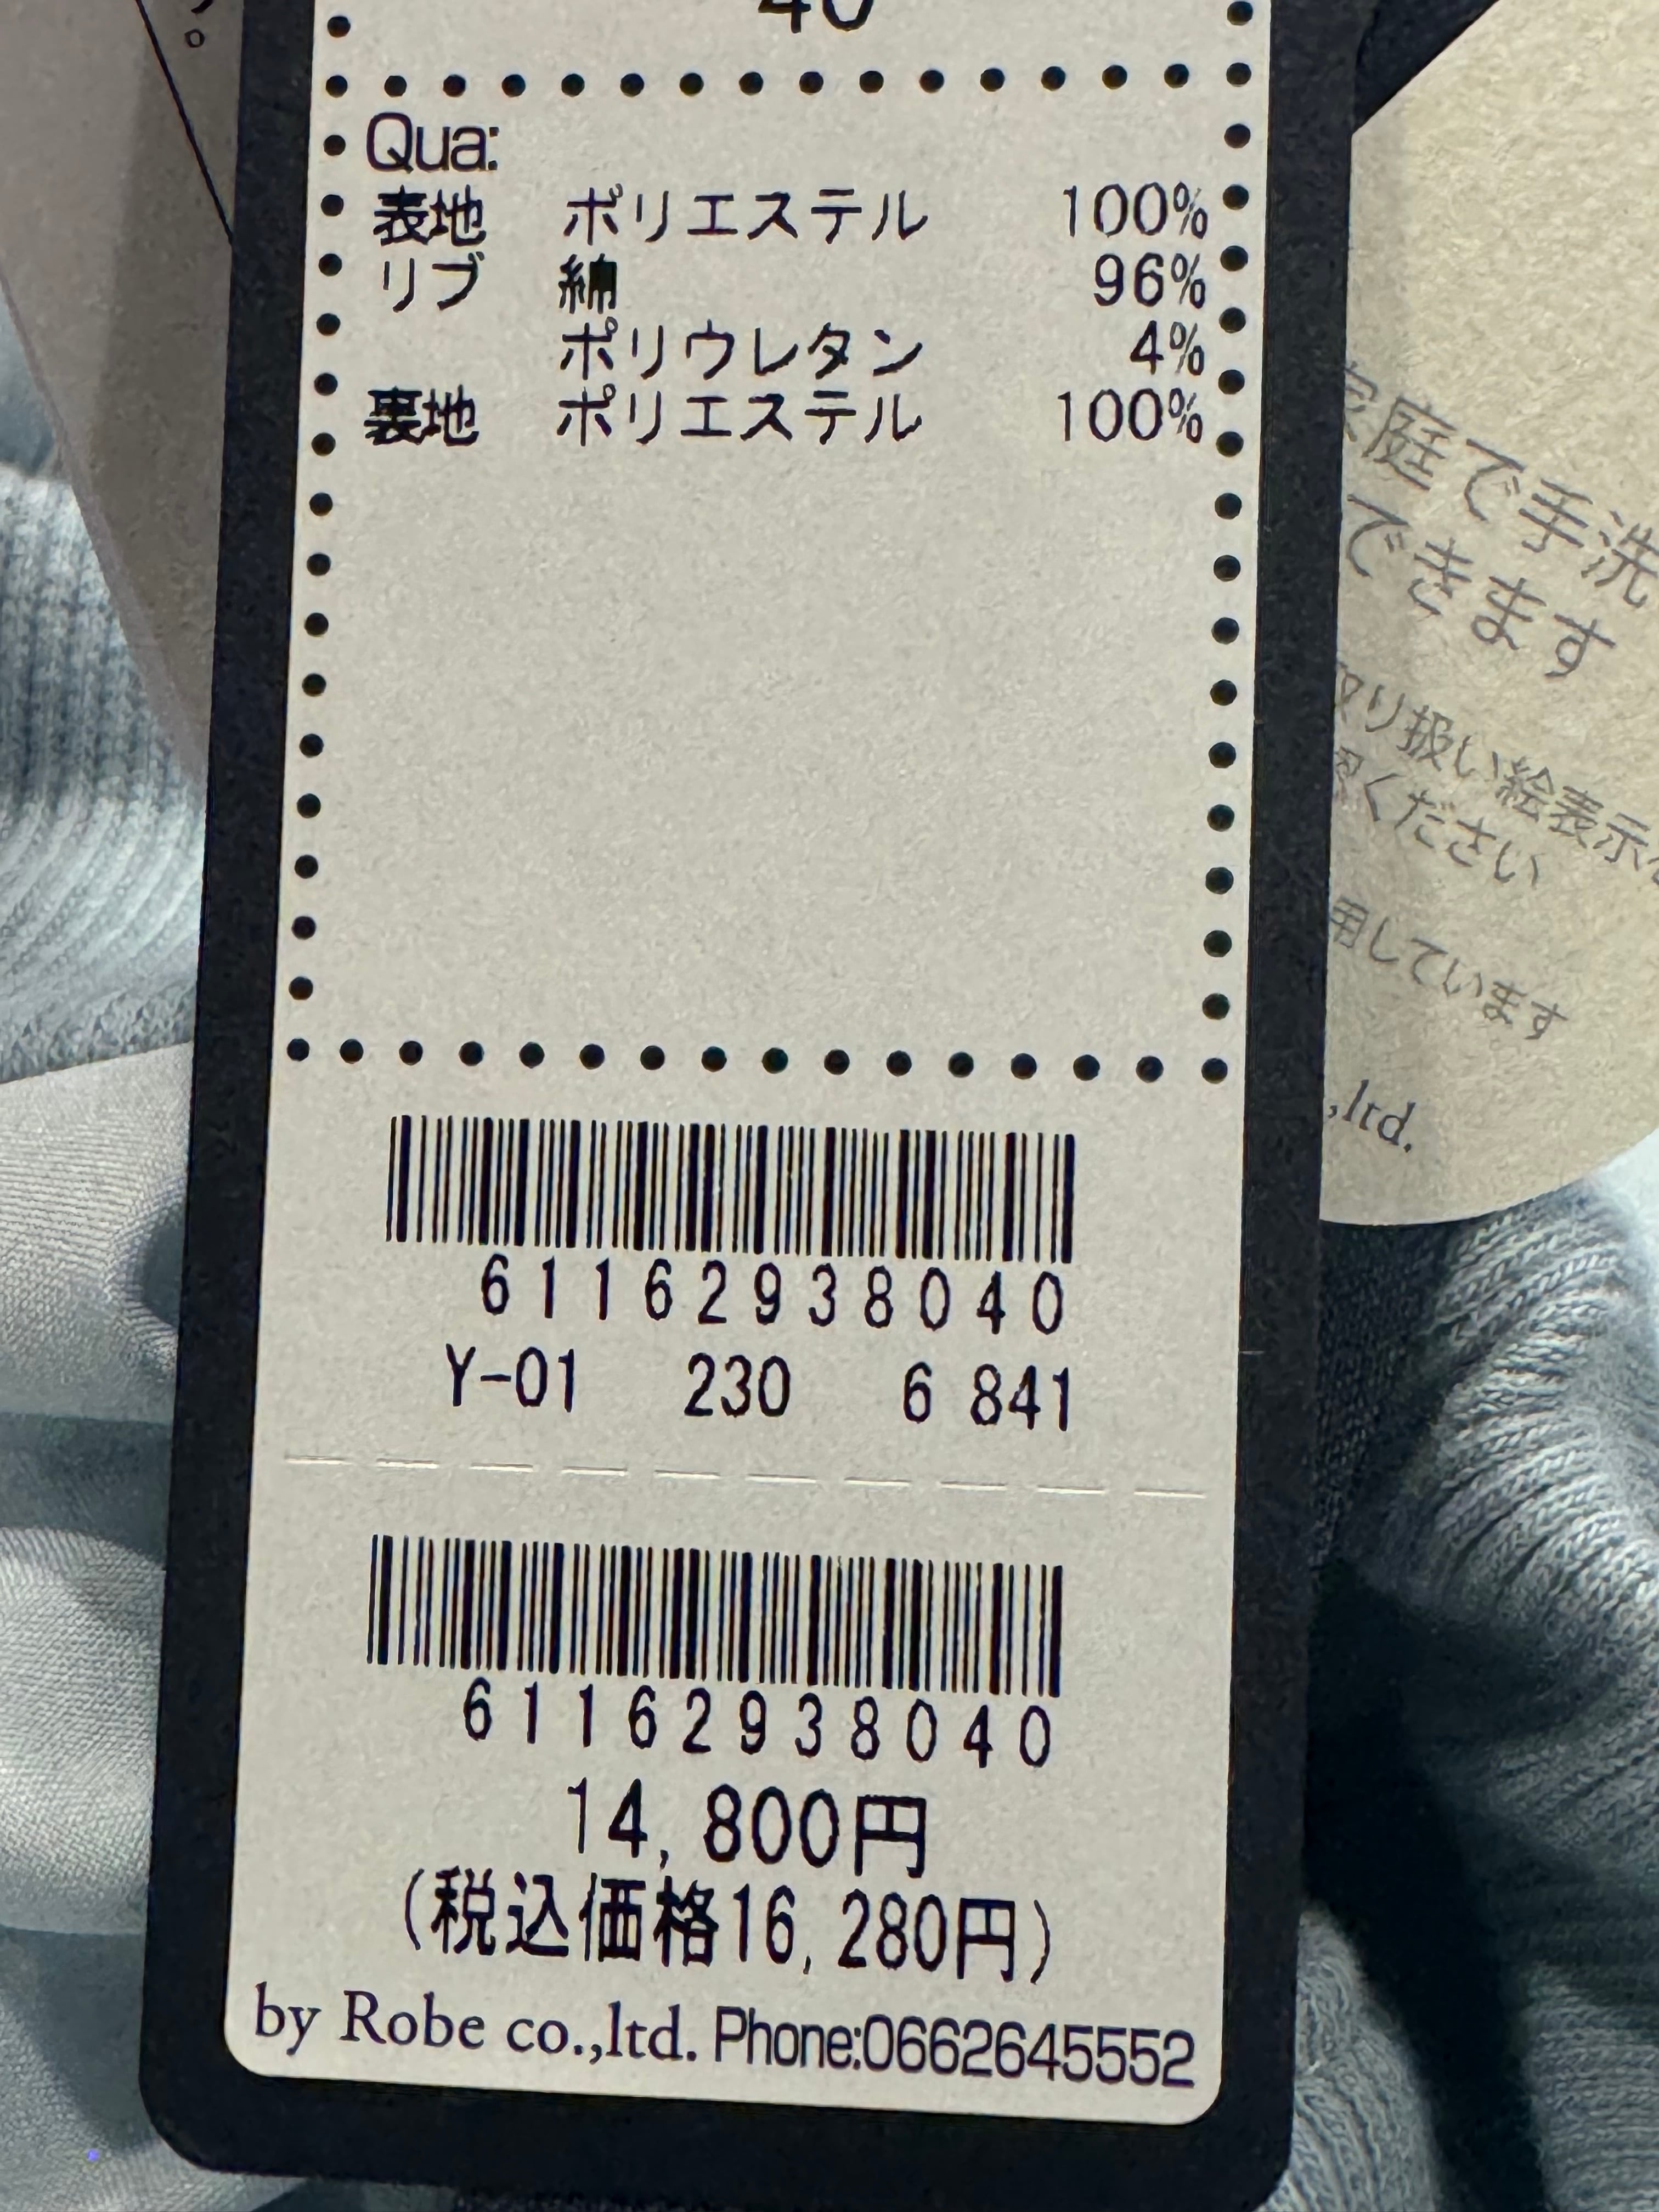 40
Qua:
表地 ポリエステル 100%
リブ 綿 96%
ポリウレタン 4%
裏地 ポリエステル 100%
61162938040
Y-01 230 6 841
61162938040
14,800円
(税込価格16,280円)
by Robe co.,ltd. Phone:0662645552
家庭で手洗
できます
取り扱い絵表示
ください
用しています
,ltd.